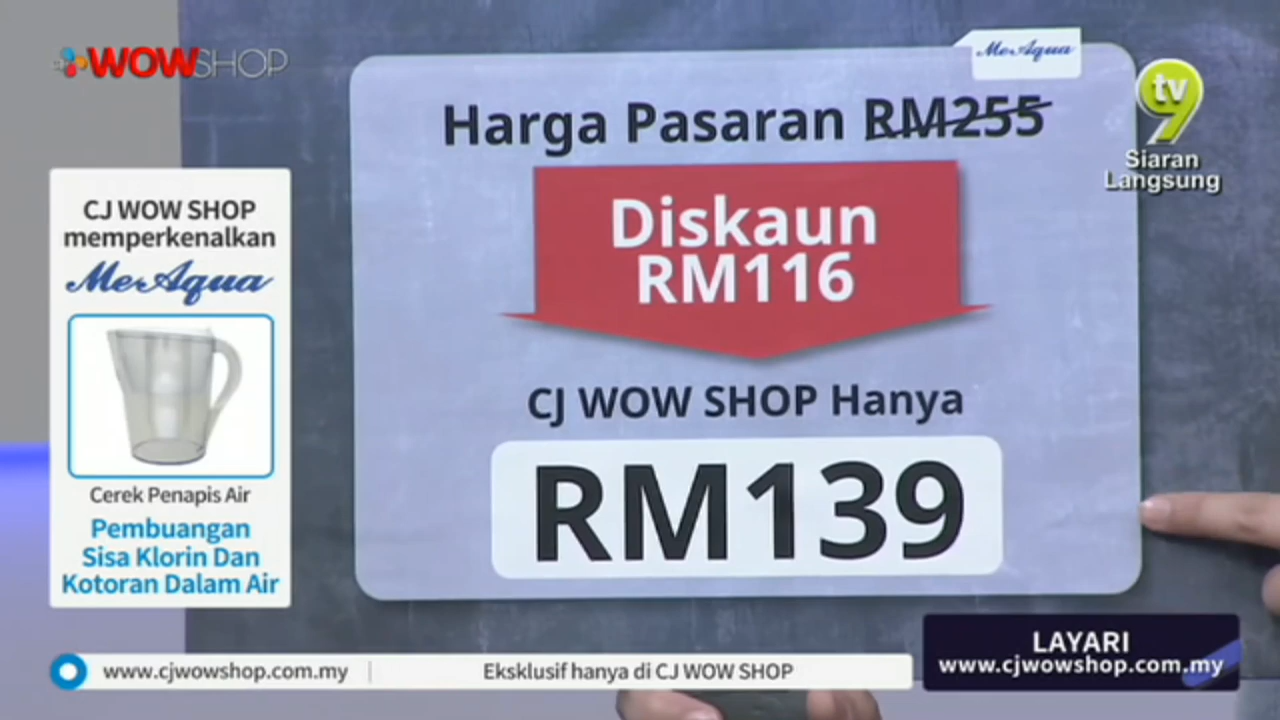 WOWSHOP
MeAqua
Harga Pasaran RM255
tv9
Siaran
Langsung
Diskaun
RM116
CJ WOW SHOP Hanya
RM139
CJ WOW SHOP
memperkenalkan
MeAqua
Cerek Penapis Air
Pembuangan
Sisa Klorin Dan
Kotoran Dalam Air
www.cjwowshop.com.my
Eksklusif hanya di CJ WOW SHOP
LAYARI
www.cjwowshop.com.my